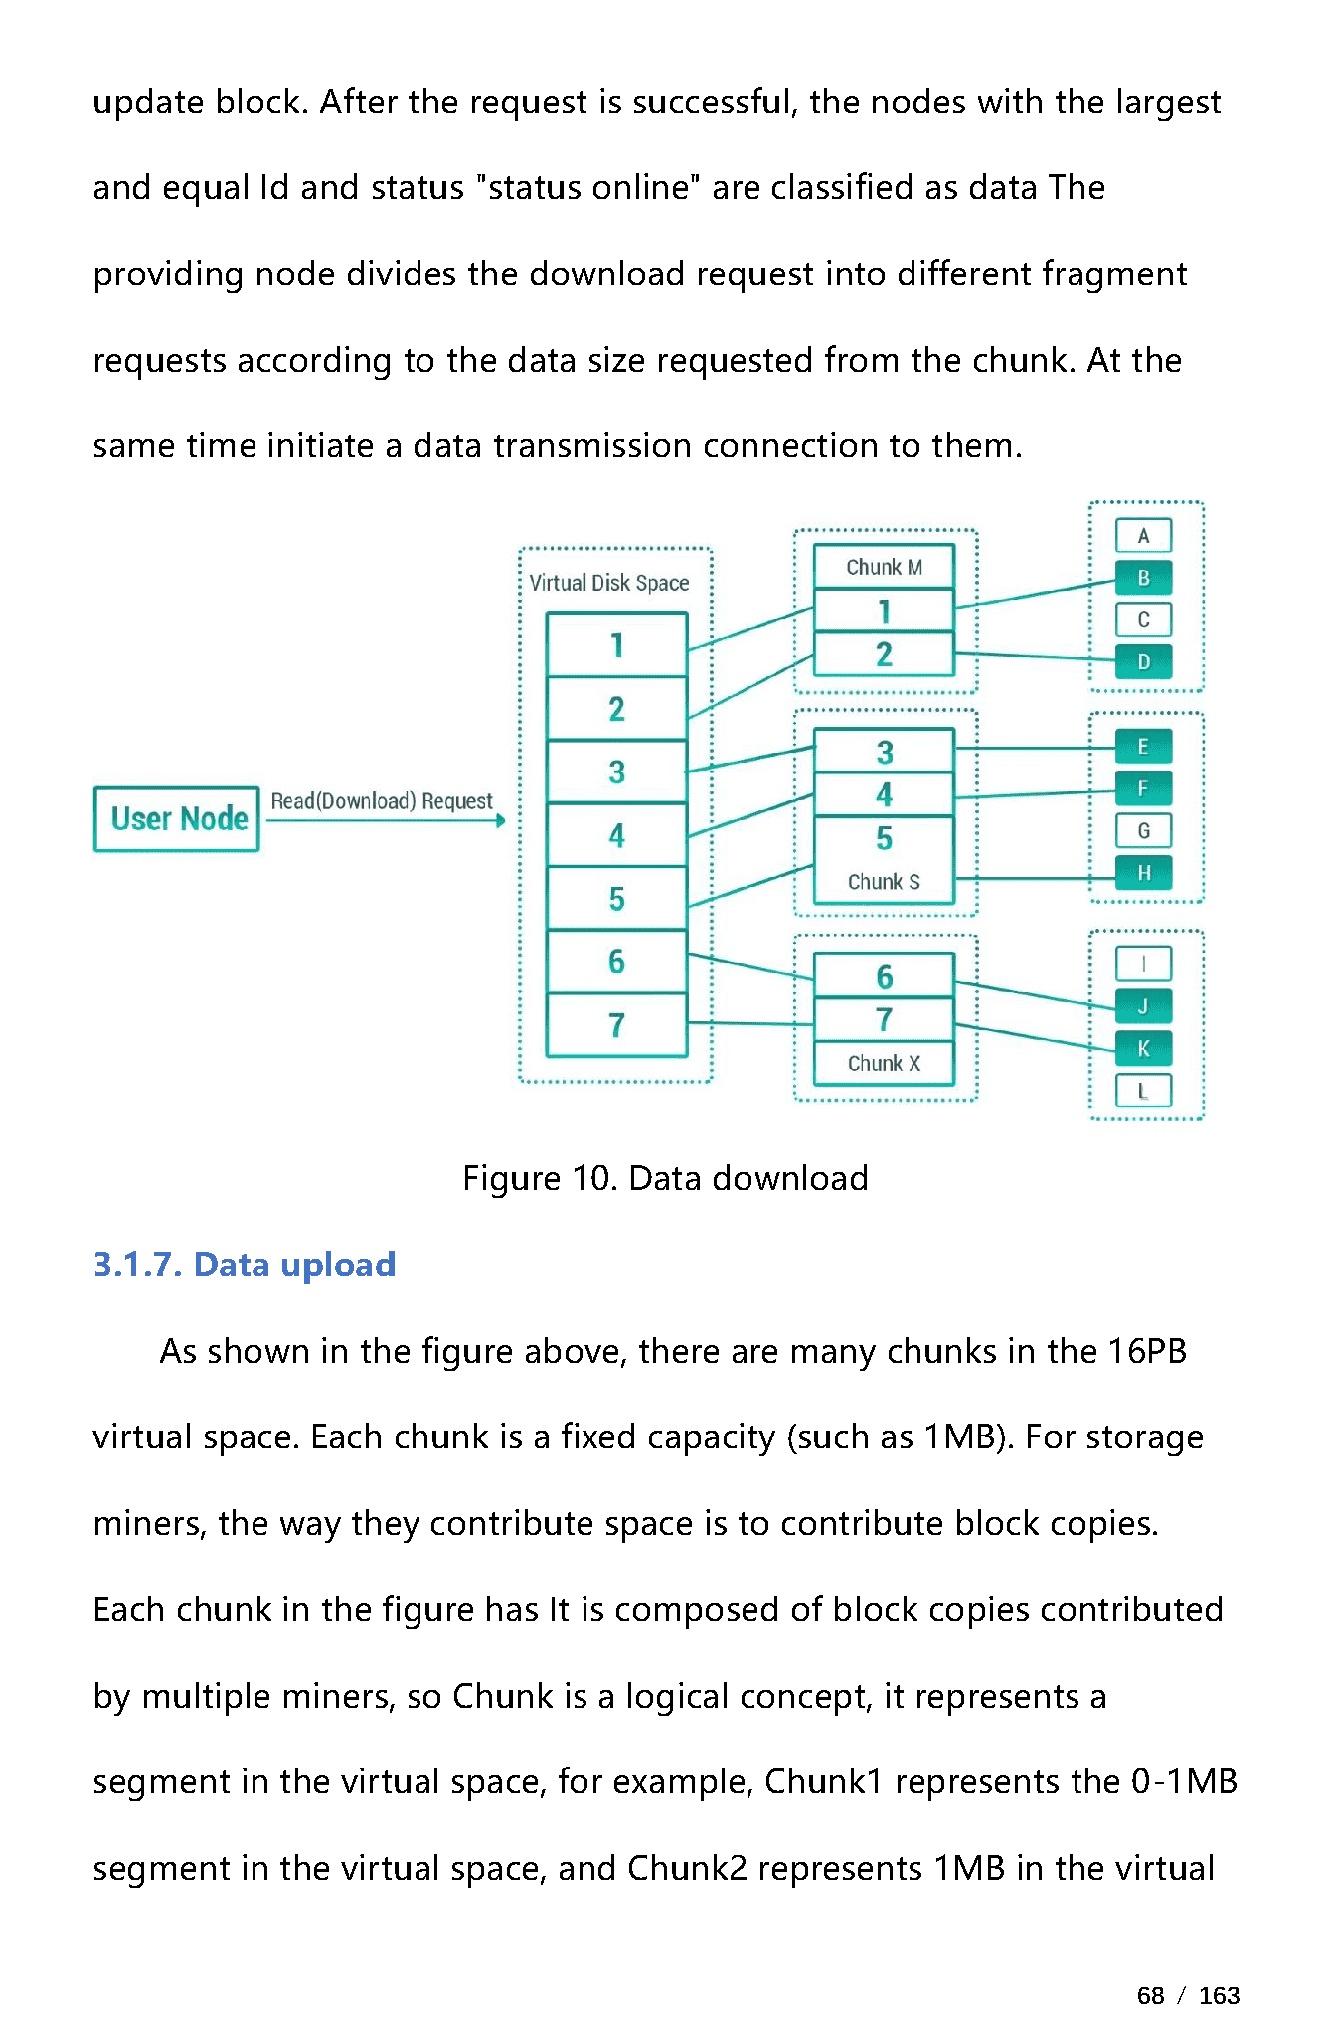 update block. After the request is successful, the nodes with the largest
and equal Id and status "status online" are classified as data The
providing node divides the download request into different fragment
requests according to the data size requested from the chunk. At the
same time initiate a data transmission connection to them.
User Node
Read(Download) Request
Virtual Disk Space
1
2
3
4
5
6
7
Chunk M
1
2
3
4
5
Chunk S
6
7
Chunk X
A
B
C
D
E
F
G
H
I
J
K
L
Figure 10. Data download
3.1.7. Data upload
As shown in the figure above, there are many chunks in the 16PB
virtual space. Each chunk is a fixed capacity (such as 1MB). For storage
miners, the way they contribute space is to contribute block copies.
Each chunk in the figure has It is composed of block copies contributed
by multiple miners, so Chunk is a logical concept, it represents a
segment in the virtual space, for example, Chunk1 represents the 0-1MB
segment in the virtual space, and Chunk2 represents 1MB in the virtual
68 / 163